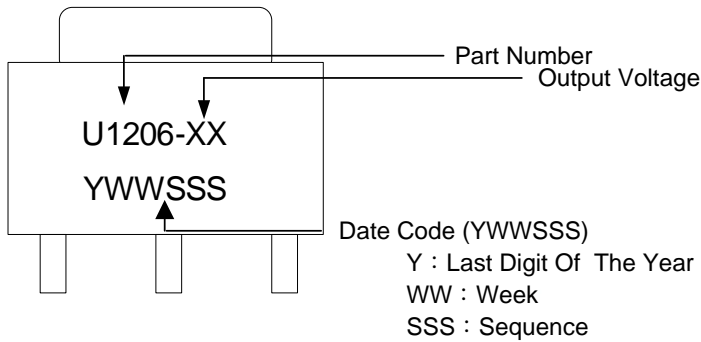 Part Number
Output Voltage
U1206-XX
YWWSSS
Date Code (YWWSSS)
Y：Last Digit Of The Year
WW：Week
SSS：Sequence